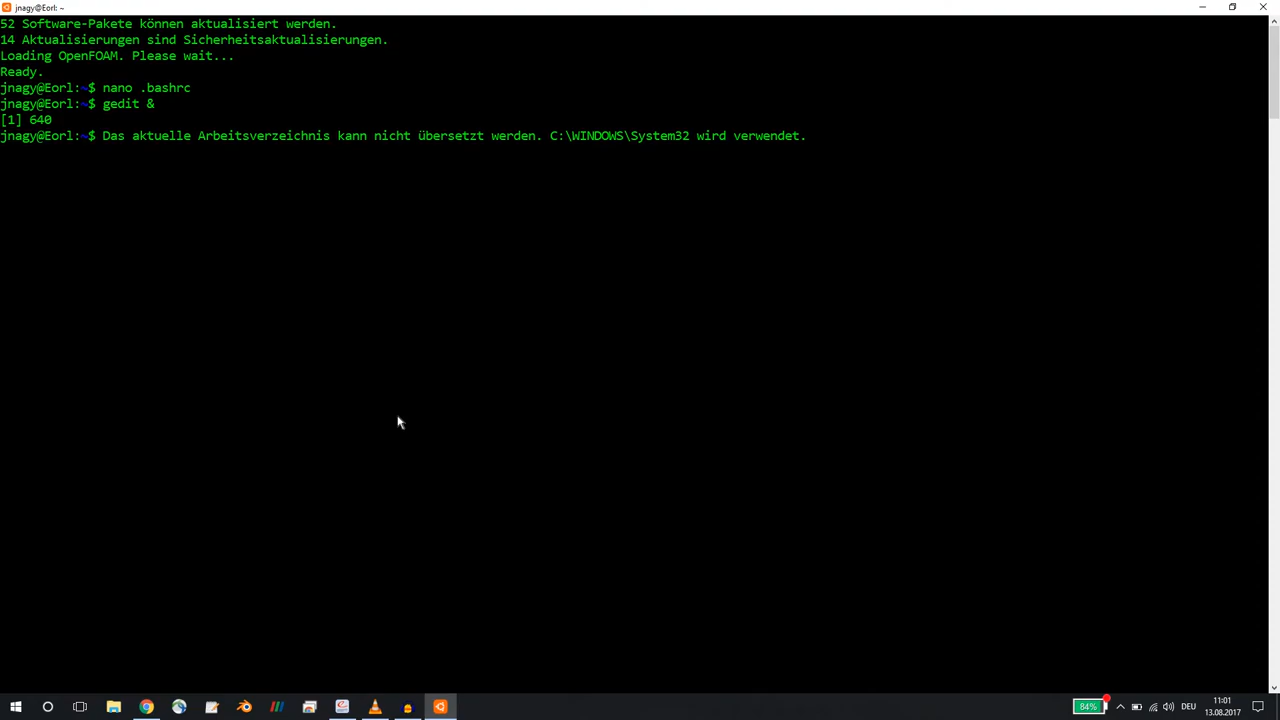 jnagy@Eorl: ~
52 Software-Pakete können aktualisiert werden.
14 Aktualisierungen sind Sicherheitsaktualisierungen.
Loading OpenFOAM. Please wait...
Ready.
jnagy@Eorl:~$ nano .bashrc
jnagy@Eorl:~$ gedit &
[1] 640
jnagy@Eorl:~$ Das aktuelle Arbeitsverzeichnis kann nicht übersetzt werden. C:\WINDOWS\System32 wird verwendet.
84%
DEU
11:01
13.08.2017